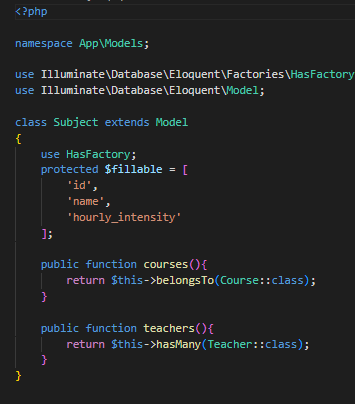 <?php
namespace App\Models;
use Illuminate\Database\Eloquent\Factories\HasFactory
use Illuminate\Database\Eloquent\Model;
class Subject extends Model
{
    use HasFactory;
    protected $fillable = [
        'id',
        'name',
        'hourly_intensity'
    ];
    public function courses(){
        return $this->belongsTo(Course::class);
    }
    public function teachers(){
        return $this->hasMany(Teacher::class);
    }
}